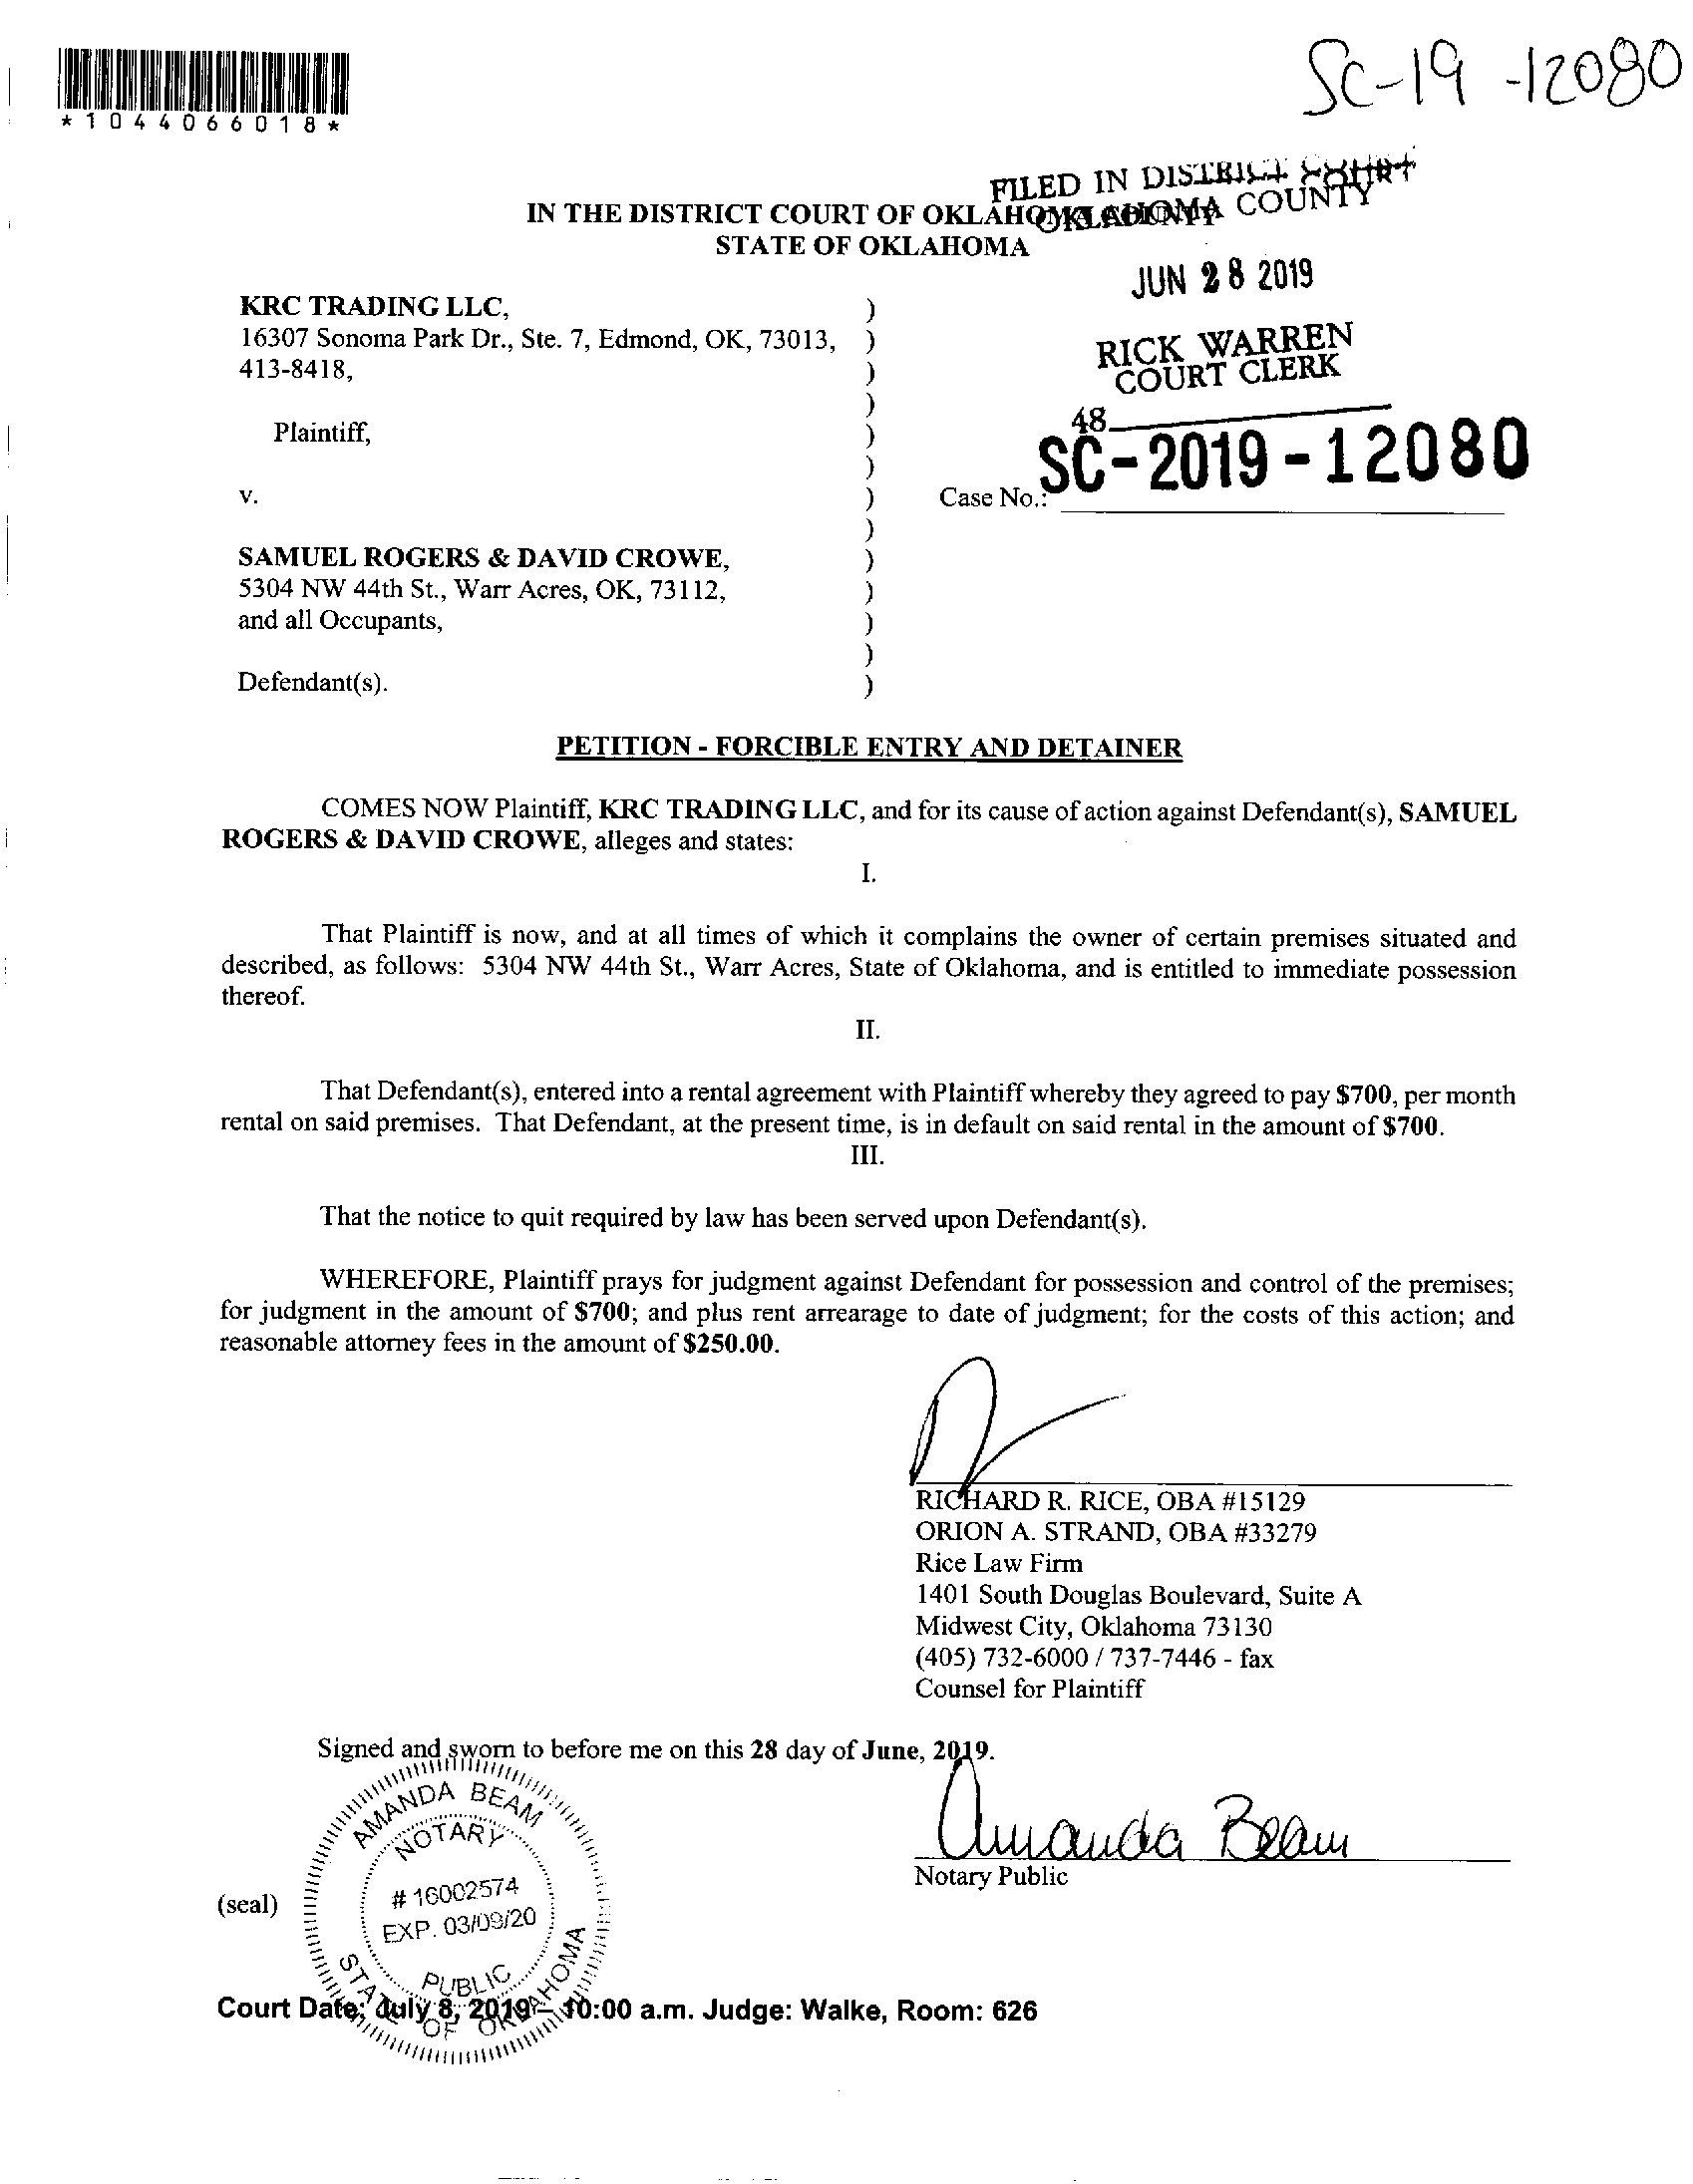 SC-19-12080
*1044066018*
FILED IN DISTRICT COURT
OKLAHOMA COUNTY
IN THE DISTRICT COURT OF OKLAHOMA COUNTY
STATE OF OKLAHOMA
JUN 28 2019
KRC TRADING LLC, )
16307 Sonoma Park Dr., Ste. 7, Edmond, OK, 73013, )
413-8418, )
RICK WARREN
COURT CLERK
)
48
Plaintiff, )
)
SC-2019-12080
v. ) Case No.:
)
SAMUEL ROGERS & DAVID CROWE, )
5304 NW 44th St., Warr Acres, OK, 73112, )
and all Occupants, )
)
Defendant(s). )
PETITION - FORCIBLE ENTRY AND DETAINER
COMES NOW Plaintiff, KRC TRADING LLC, and for its cause of action against Defendant(s), SAMUEL
ROGERS & DAVID CROWE, alleges and states:
I.
That Plaintiff is now, and at all times of which it complains the owner of certain premises situated and
described, as follows: 5304 NW 44th St., Warr Acres, State of Oklahoma, and is entitled to immediate possession
thereof.
II.
That Defendant(s), entered into a rental agreement with Plaintiff whereby they agreed to pay $700, per month
rental on said premises. That Defendant, at the present time, is in default on said rental in the amount of $700.
III.
That the notice to quit required by law has been served upon Defendant(s).
WHEREFORE, Plaintiff prays for judgment against Defendant for possession and control of the premises;
for judgment in the amount of $700; and plus rent arrearage to date of judgment; for the costs of this action; and
reasonable attorney fees in the amount of $250.00.
RICHARD R. RICE, OBA #15129
ORION A. STRAND, OBA #33279
Rice Law Firm
1401 South Douglas Boulevard, Suite A
Midwest City, Oklahoma 73130
(405) 732-6000 / 737-7446 - fax
Counsel for Plaintiff
Signed and sworn to before me on this 28 day of June, 2019.
Amanda Beam
Notary Public
(seal)
AMANDA BEAM
NOTARY
# 16002574
EXP. 03/09/20
PUBLIC
STATE OF OKLAHOMA
Court Date: July 8, 2019 – 10:00 a.m. Judge: Walke, Room: 626